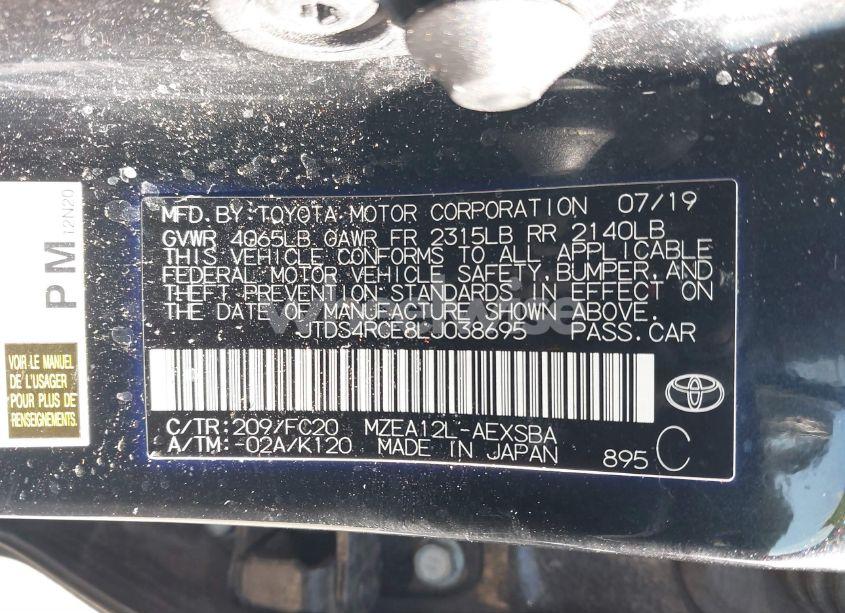 MFD. BY: TOYOTA MOTOR CORPORATION 07/19
GVWR 4065LB GAWR FR 2315LB RR 2140LB
THIS VEHICLE CONFORMS TO ALL APPLICABLE
FEDERAL MOTOR VEHICLE SAFETY, BUMPER, AND
THEFT PREVENTION STANDARDS IN EFFECT ON
THE DATE OF MANUFACTURE SHOWN ABOVE.
JTDS4RCE8LJ038695 PASS. CAR
C/TR: 209/FC20 MZEA12L-AEXSBA
A/TM: -02A/K120 MADE IN JAPAN 895 C
PM 12N20
VOIR LE MANUEL
DE L'USAGER
POUR PLUS DE
RENSEIGNEMENTS.